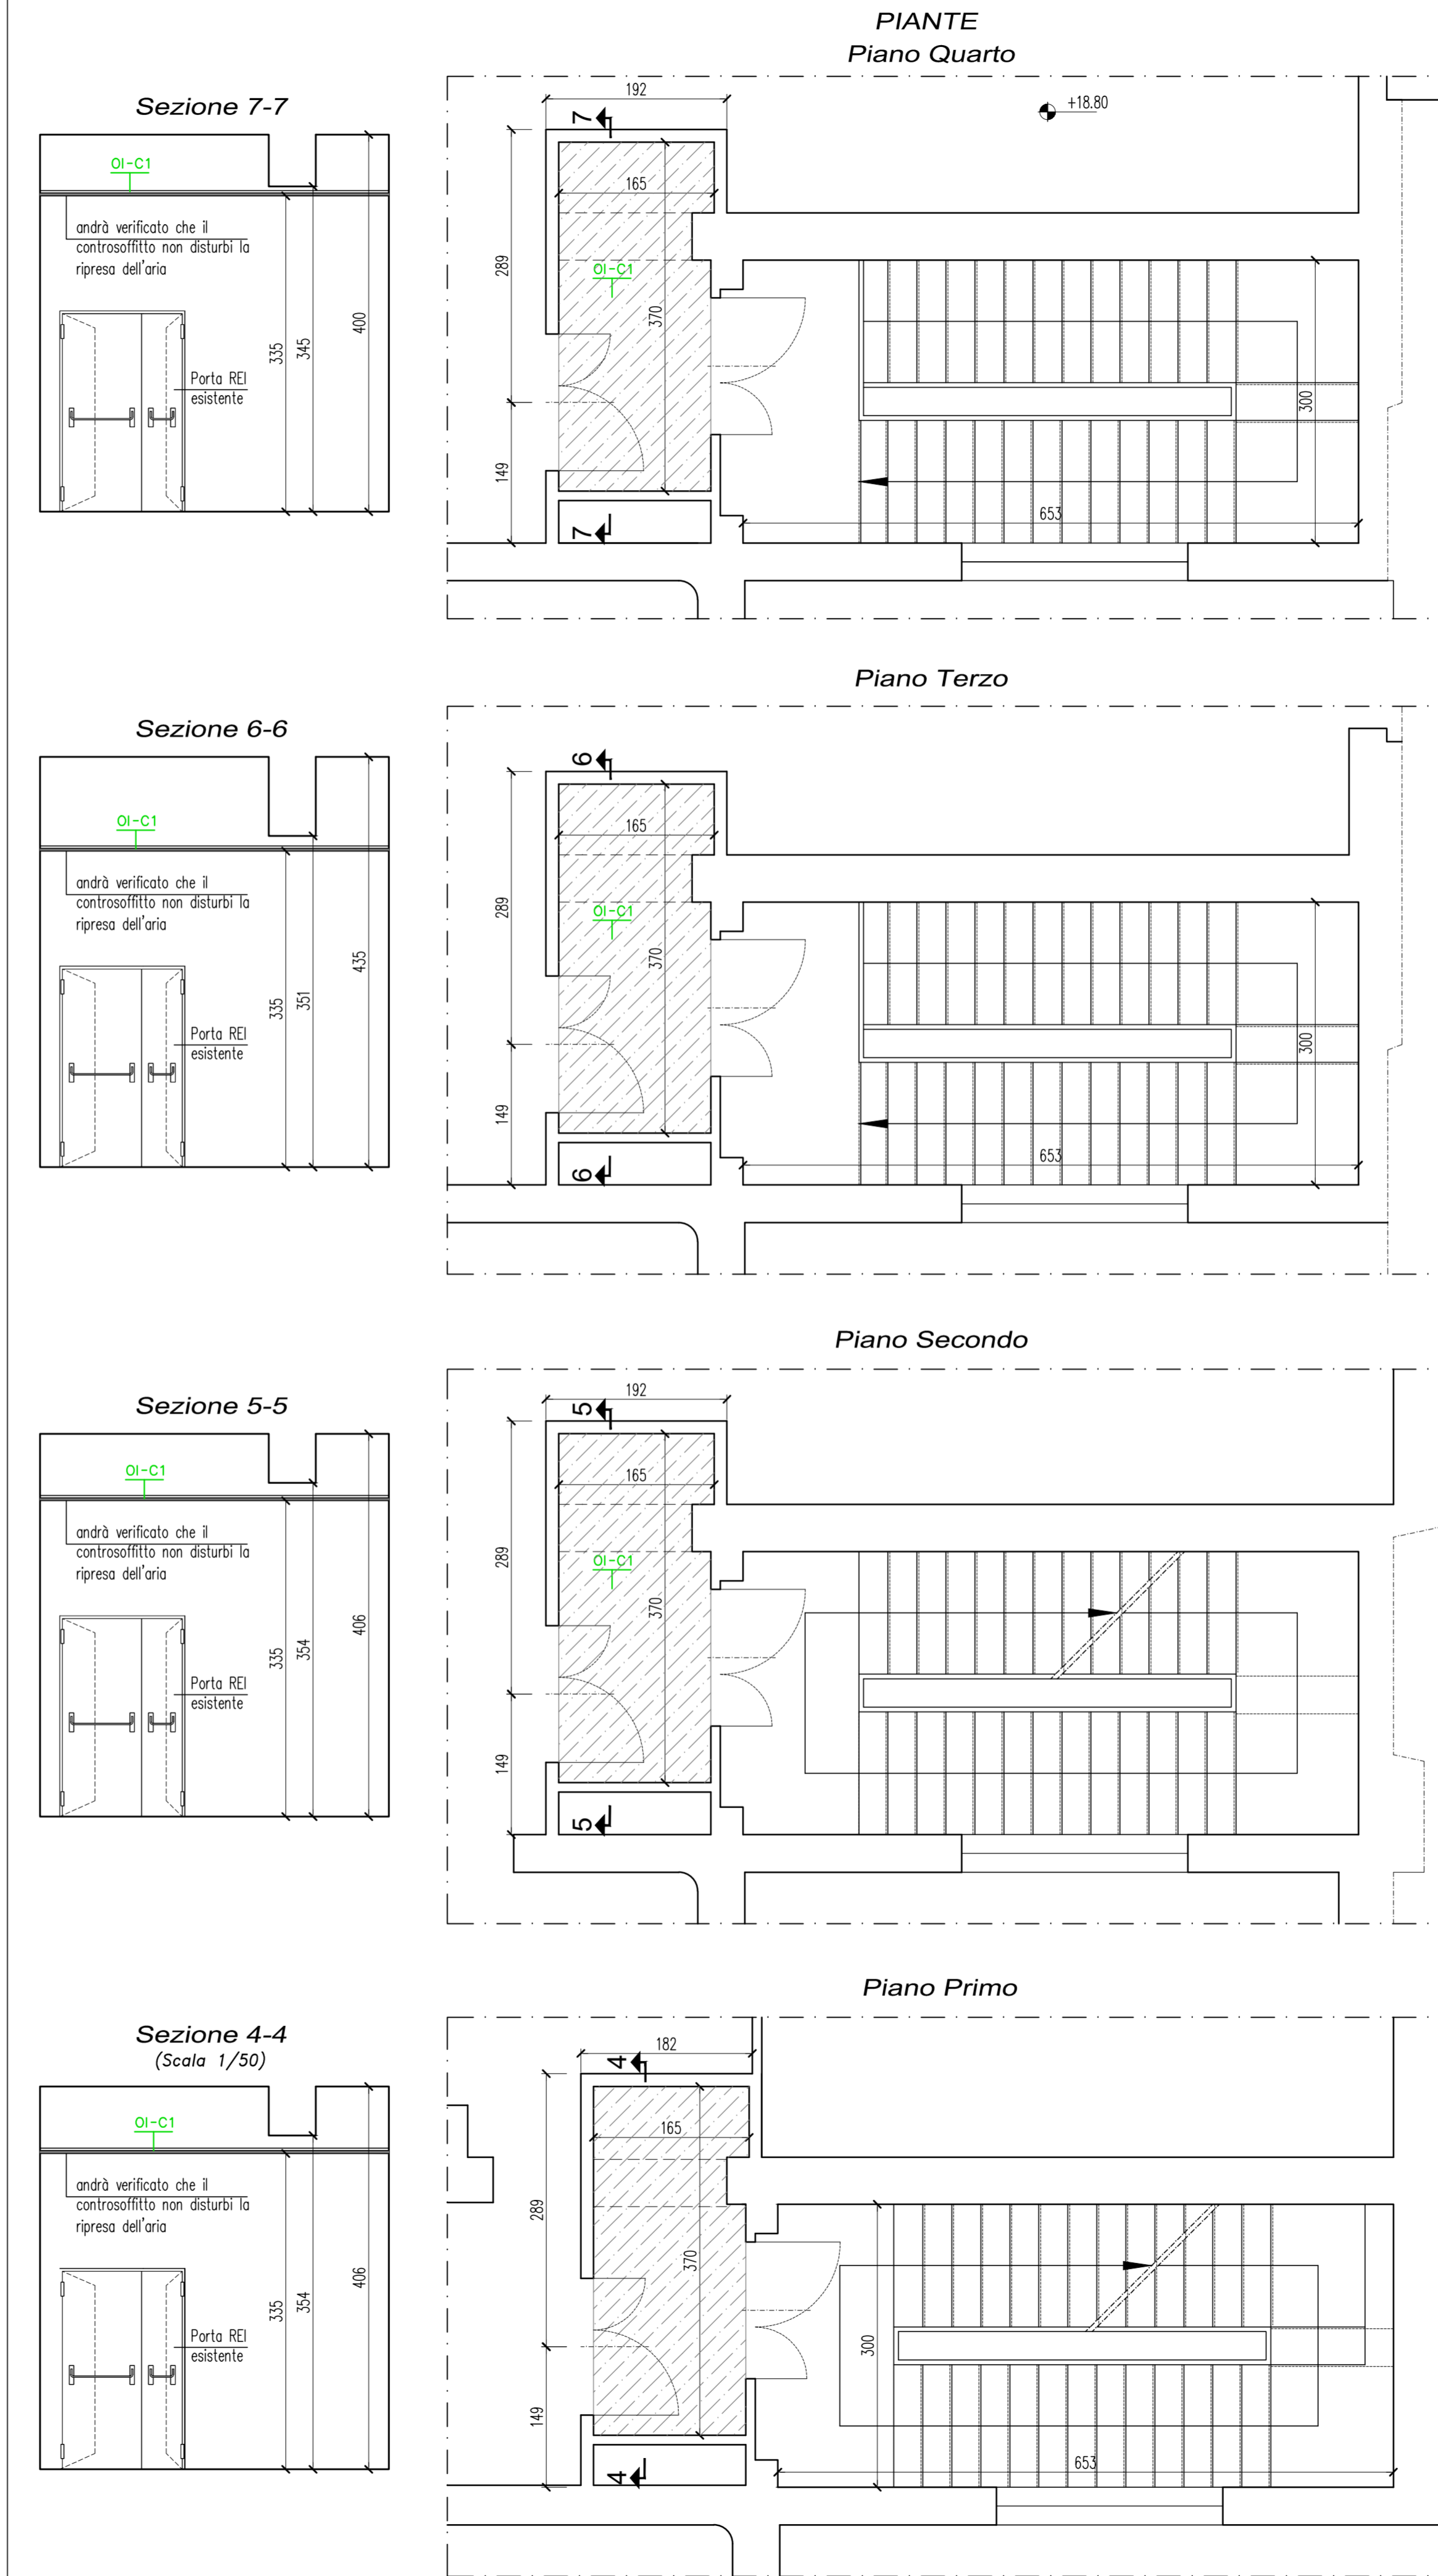 PIANTE
Piano Quarto
Sezione 7-7
OI-C1
andrà verificato che il
controsoffitto non disturbi la
ripresa dell'aria
Porta REI
esistente
335
345
400
192
7
+18.80
165
289
OI-C1
370
149
7
653
300
Piano Terzo
Sezione 6-6
OI-C1
andrà verificato che il
controsoffitto non disturbi la
ripresa dell'aria
Porta REI
esistente
335
351
435
6
165
289
OI-C1
370
149
6
653
300
Piano Secondo
Sezione 5-5
OI-C1
andrà verificato che il
controsoffitto non disturbi la
ripresa dell'aria
Porta REI
esistente
335
354
406
192
5
165
289
OI-C1
370
149
5
Piano Primo
Sezione 4-4
(Scala 1/50)
OI-C1
andrà verificato che il
controsoffitto non disturbi la
ripresa dell'aria
Porta REI
esistente
335
354
406
182
4
165
289
370
149
4
300
653